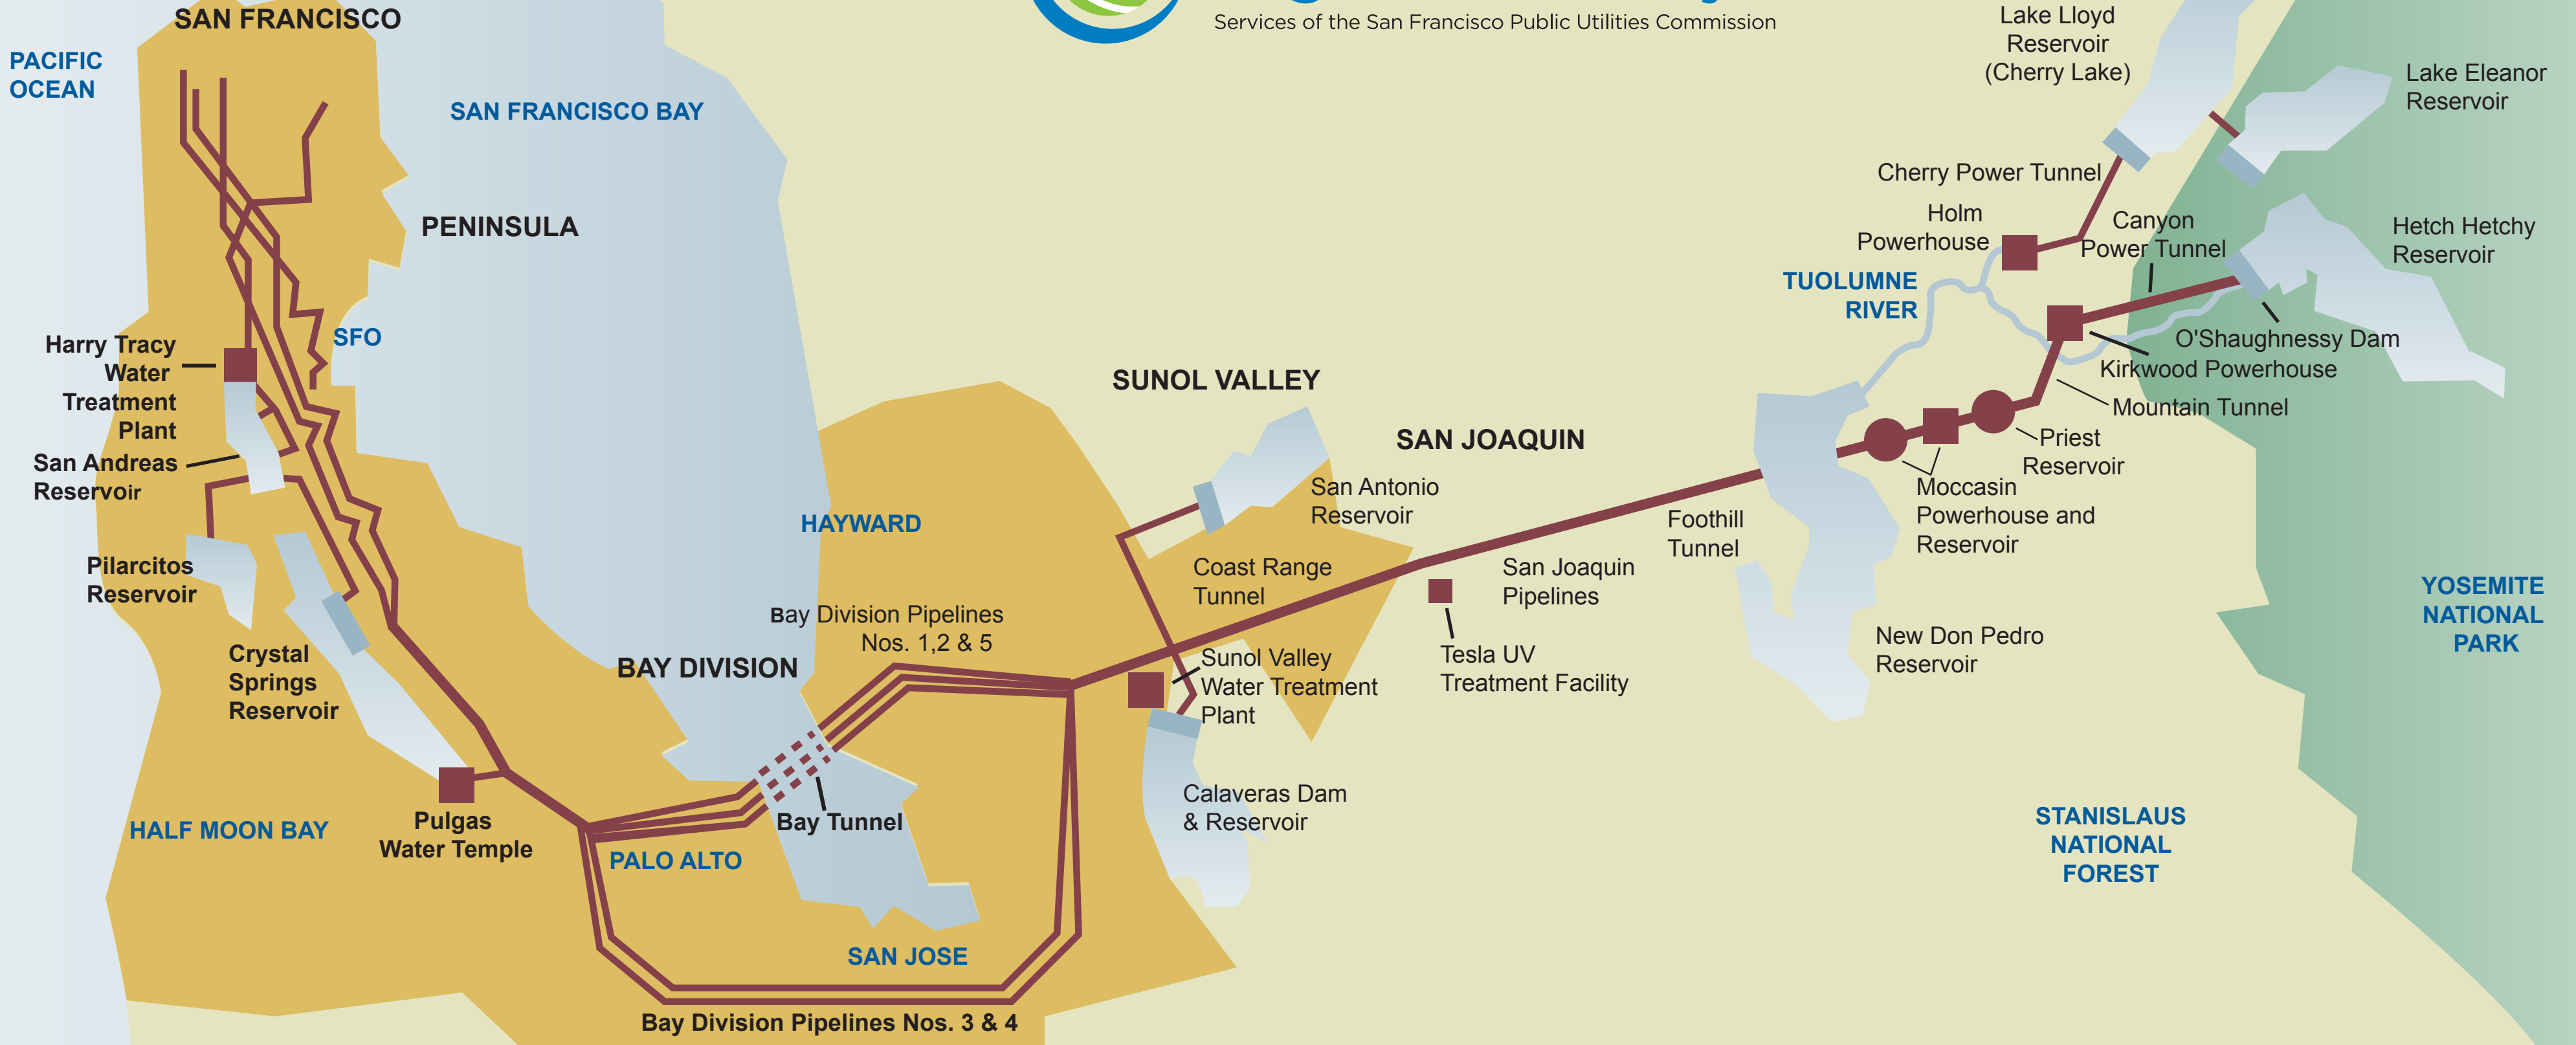 SAN FRANCISCO
Services of the San Francisco Public Utilities Commission
Lake Lloyd
Reservoir
(Cherry Lake)
PACIFIC
OCEAN
Lake Eleanor
Reservoir
SAN FRANCISCO BAY
Cherry Power Tunnel
Holm
Powerhouse
Canyon
Power Tunnel
Hetch Hetchy
Reservoir
PENINSULA
TUOLUMNE
RIVER
SFO
O'Shaughnessy Dam
Kirkwood Powerhouse
Mountain Tunnel
Harry Tracy
Water
Treatment
Plant
SUNOL VALLEY
SAN JOAQUIN
Priest
Reservoir
San Andreas
Reservoir
San Antonio
Reservoir
Moccasin
Powerhouse and
Reservoir
HAYWARD
Foothill
Tunnel
Pilarcitos
Reservoir
Coast Range
Tunnel
San Joaquin
Pipelines
YOSEMITE
NATIONAL
PARK
Bay Division Pipelines
Nos. 1,2 & 5
BAY DIVISION
Crystal
Springs
Reservoir
Sunol Valley
Water Treatment
Plant
Tesla UV
Treatment Facility
New Don Pedro
Reservoir
Calaveras Dam
& Reservoir
HALF MOON BAY
Pulgas
Water Temple
Bay Tunnel
PALO ALTO
STANISLAUS
NATIONAL
FOREST
SAN JOSE
Bay Division Pipelines Nos. 3 & 4